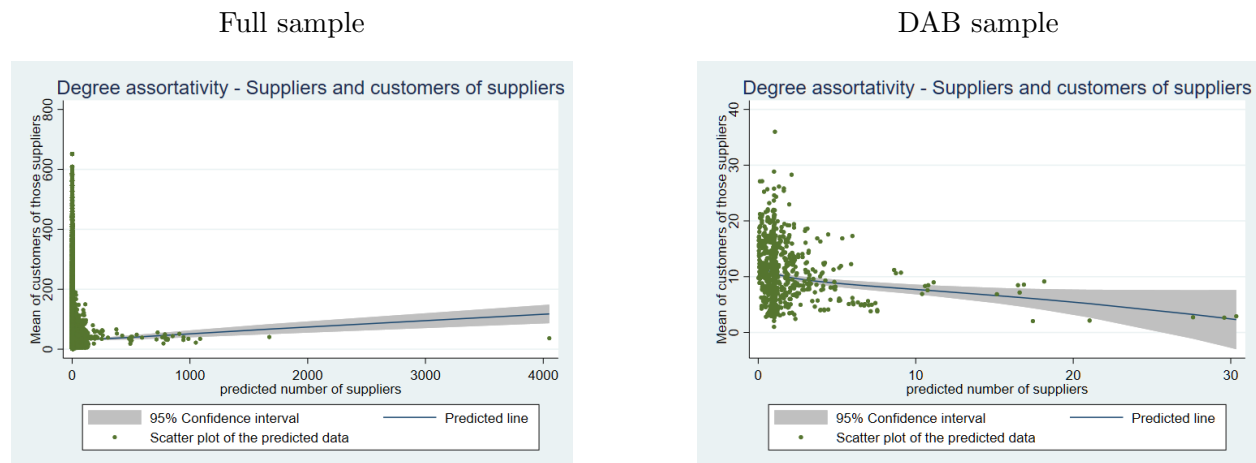 Full sample
Degree assortativity - Suppliers and customers of suppliers
Mean of customers of those suppliers
800
600
400
200
0
0 1000 2000 3000 4000
predicted number of suppliers
95% Confidence interval Predicted line
Scatter plot of the predicted data
DAB sample
Degree assortativity - Suppliers and customers of suppliers
Mean of customers of those suppliers
40
30
20
10
0
0 10 20 30
predicted number of suppliers
95% Confidence interval Predicted line
Scatter plot of the predicted data